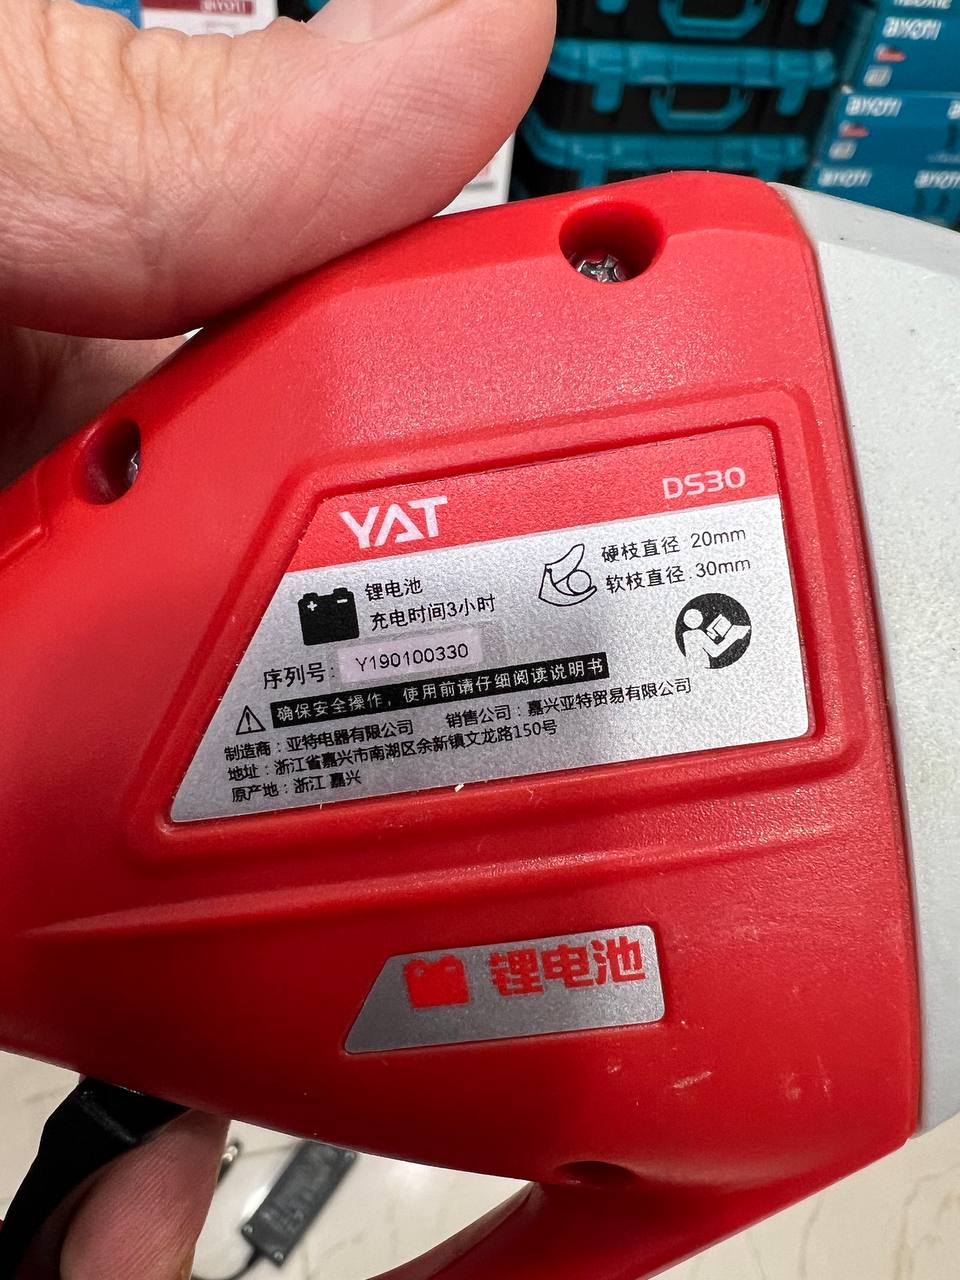 YAT
DS30
锂电池
充电时间3小时
硬枝直径 20mm
软枝直径 30mm
序列号: Y190100330
确保安全操作，使用前请仔细阅读说明书
制造商：亚特电器有限公司 销售公司：嘉兴亚特贸易有限公司
地址：浙江省嘉兴市南湖区余新镇文龙路150号
原产地：浙江 嘉兴
锂电池